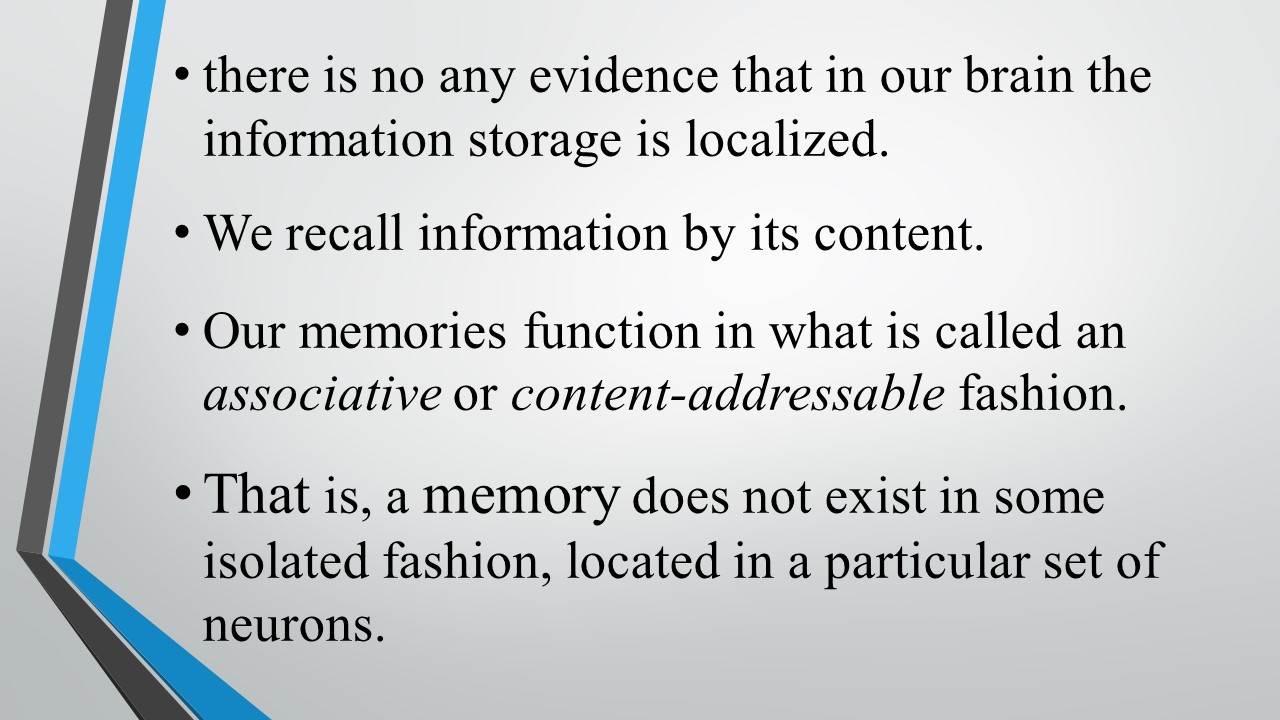 • there is no any evidence that in our brain the
information storage is localized.
• We recall information by its content.
• Our memories function in what is called an
associative or content-addressable fashion.
• That is, a memory does not exist in some
isolated fashion, located in a particular set of
neurons.